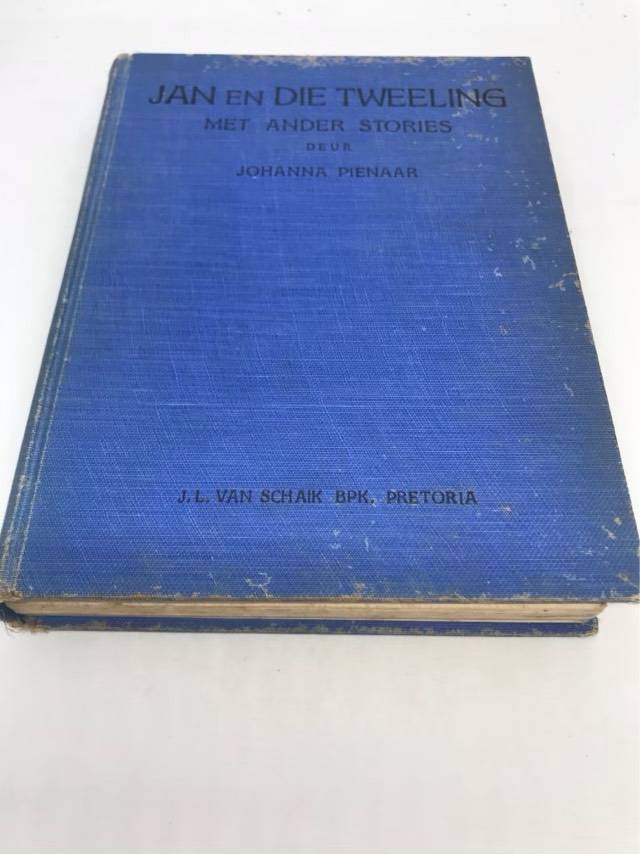 JAN EN DIE TWEELING
MET ANDER STORIES
DEUR
JOHANNA PIENAAR
J. L. VAN SCHAIK BPK. PRETORIA